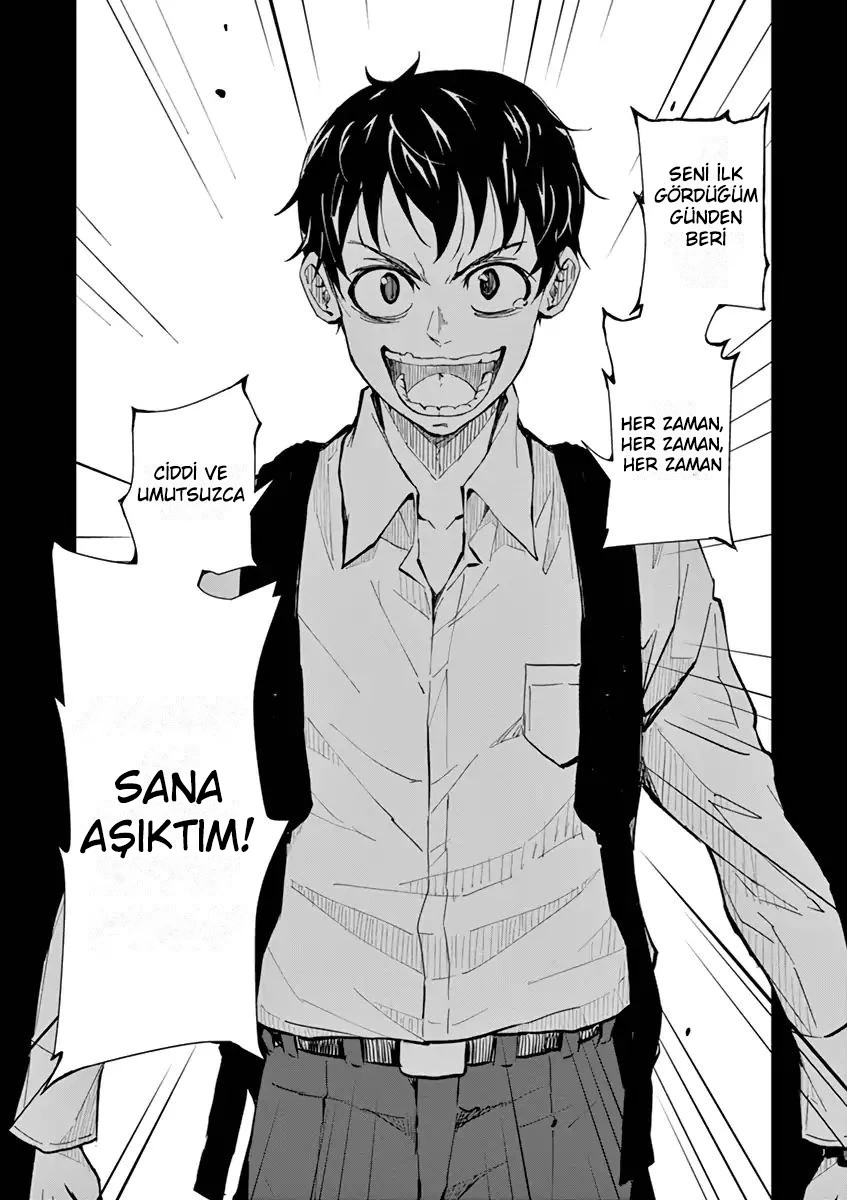 SENİ İLK
GÖRDÜĞÜM
GÜNDEN
BERİ
HER ZAMAN,
HER ZAMAN,
HER ZAMAN
CİDDİ VE
UMUTSUZCA
SANA
AŞIKTIM!